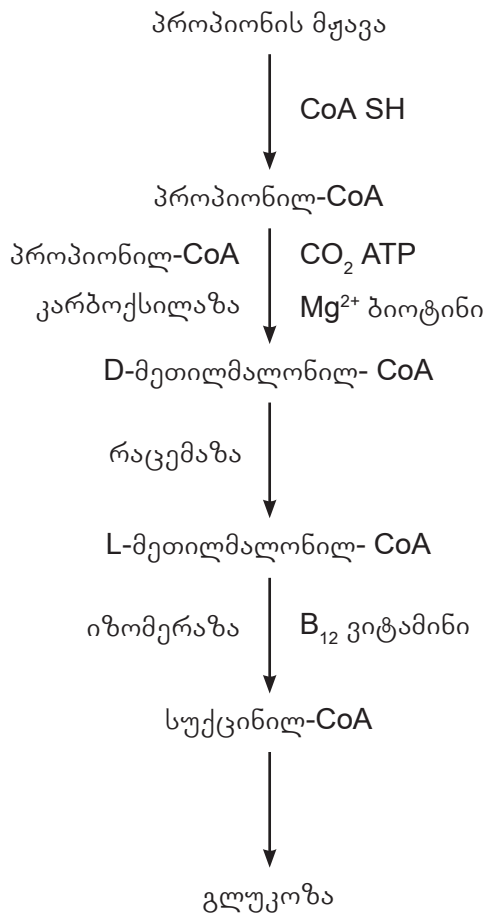 პროპიონის მჟავა
CoA SH
პროპიონილ-CoA
პროპიონილ-CoA CO₂ ATP
კარბოქსილაზა Mg²⁺ ბიოტინი
D-მეთილმალონილ- CoA
რაცემაზა
L-მეთილმალონილ- CoA
იზომერაზა B₁₂ ვიტამინი
სუქცინილ-CoA
გლუკოზა